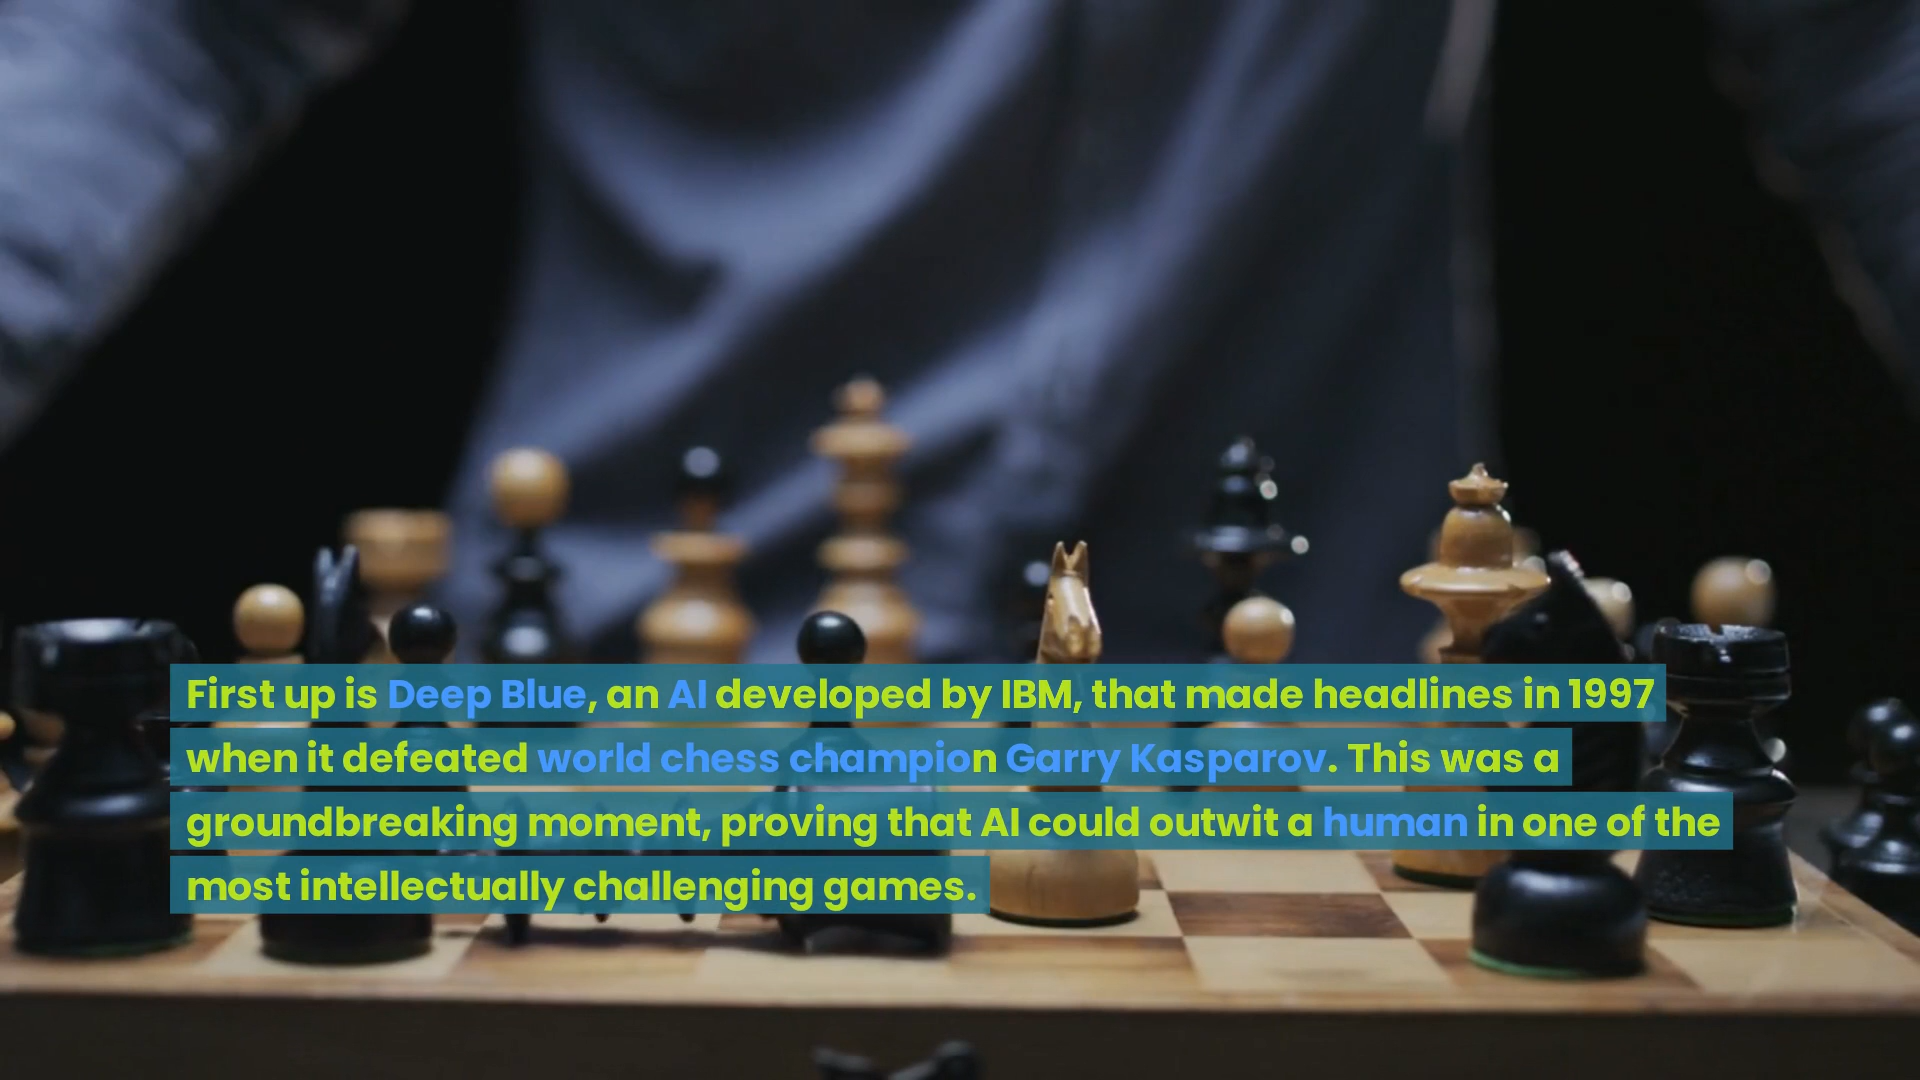 First up is Deep Blue, an AI developed by IBM, that made headlines in 1997
when it defeated world chess champion Garry Kasparov. This was a
groundbreaking moment, proving that AI could outwit a human in one of the
most intellectually challenging games.